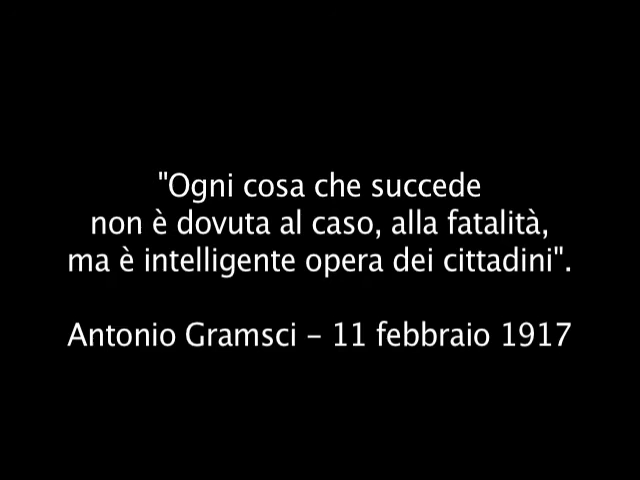 "Ogni cosa che succede
non è dovuta al caso, alla fatalità,
ma è intelligente opera dei cittadini".
Antonio Gramsci – 11 febbraio 1917